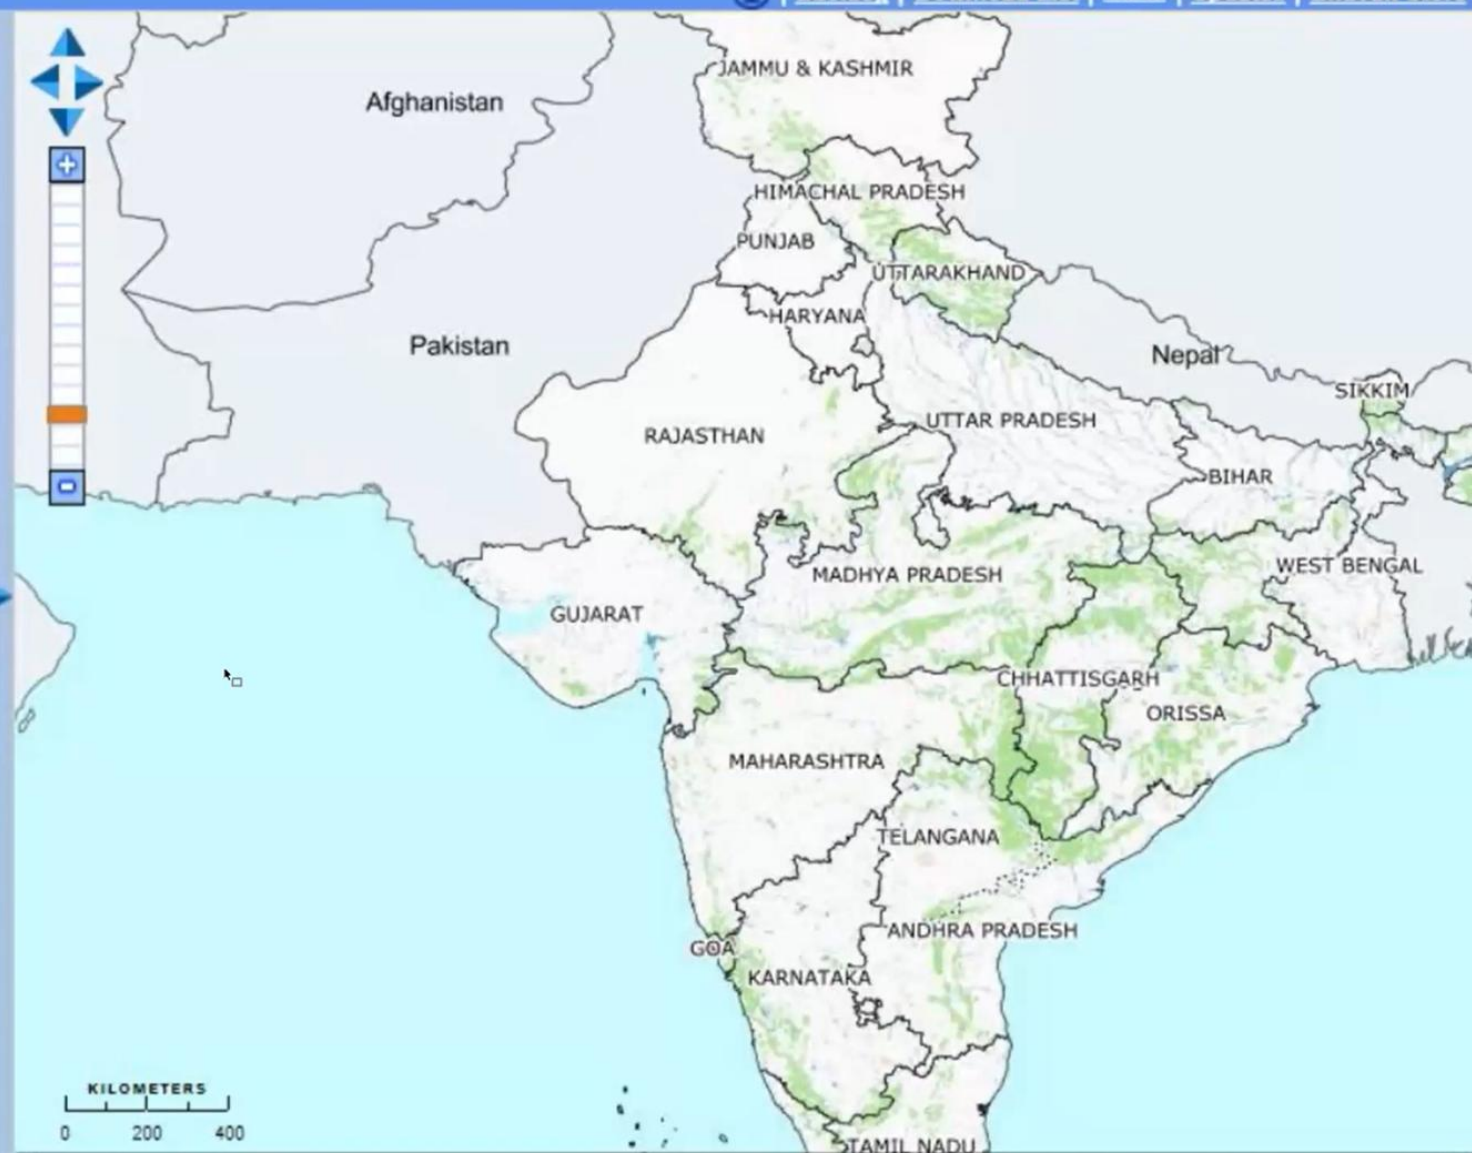 JAMMU & KASHMIR
Afghanistan
HIMACHAL PRADESH
PUNJAB
UTTARAKHAND
HARYANA
Pakistan
Nepal
SIKKIM
UTTAR PRADESH
RAJASTHAN
BIHAR
WEST BENGAL
MADHYA PRADESH
GUJARAT
CHHATTISGARH
ORISSA
MAHARASHTRA
TELANGANA
ANDHRA PRADESH
GOA
KARNATAKA
KILOMETERS
0 200 400
TAMIL NADU